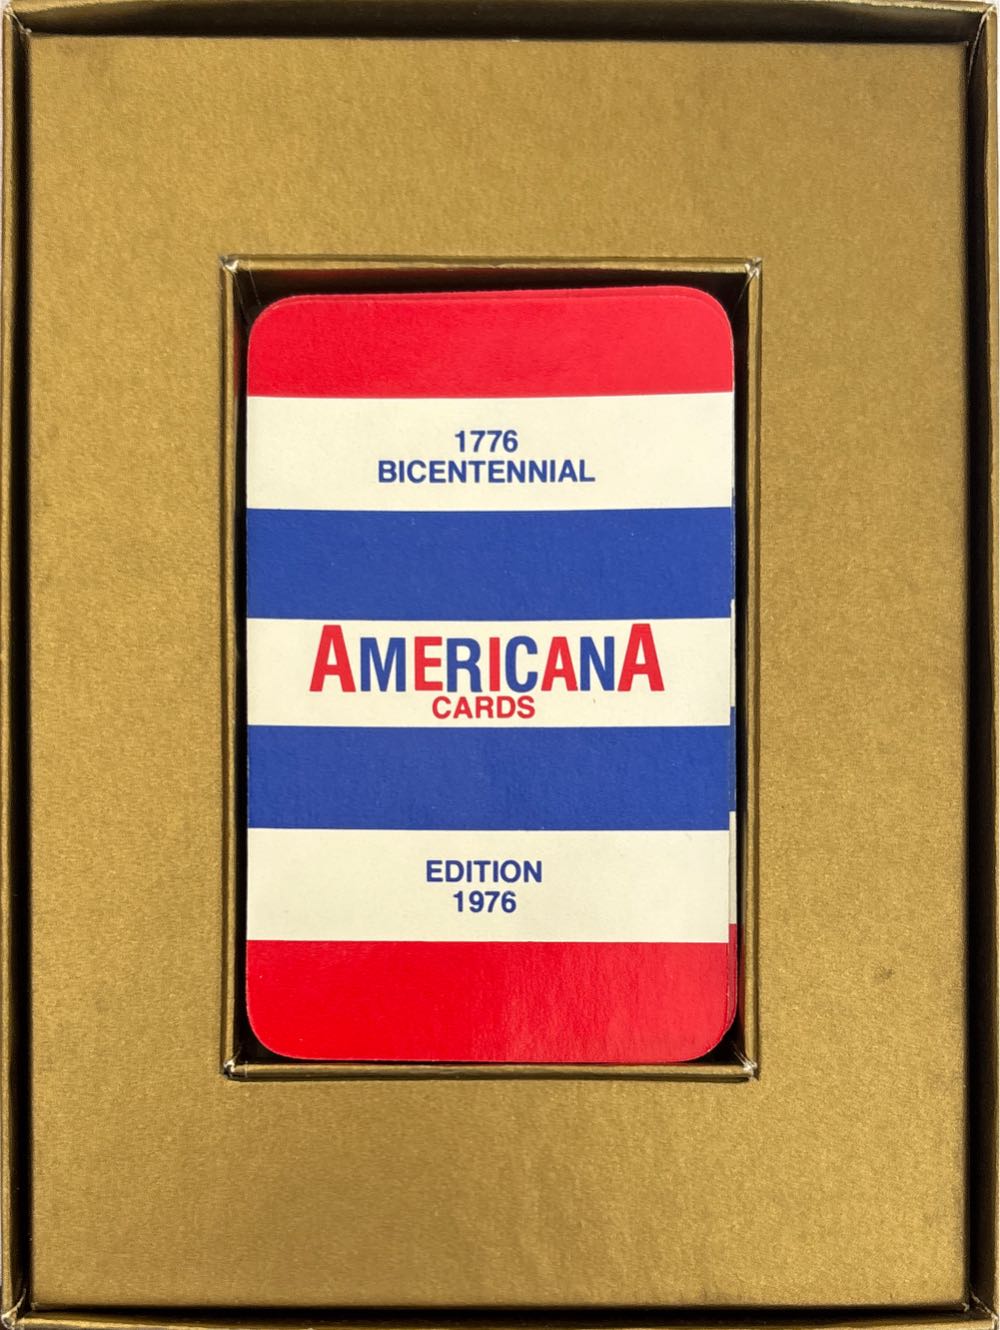 1776
BICENTENNIAL
AMERICANA
CARDS
EDITION
1976